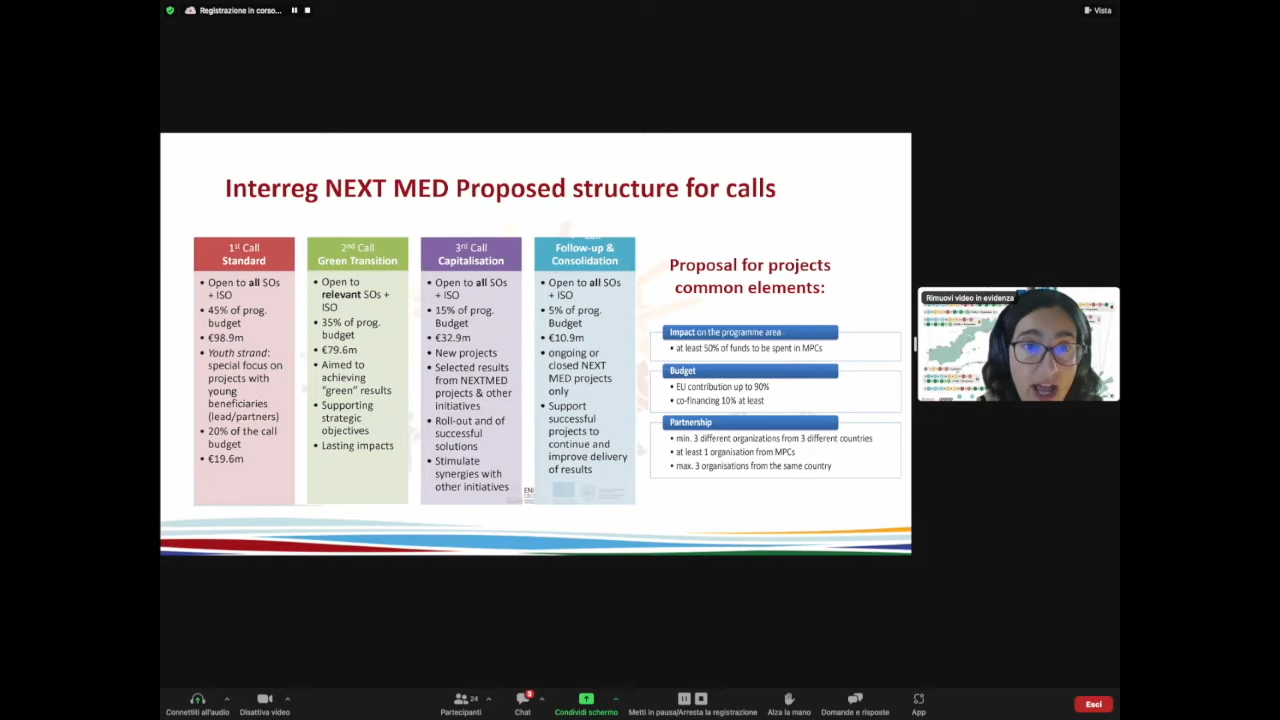 Registrazione in corso...
Vista
Interreg NEXT MED Proposed structure for calls
1st Call
Standard
• Open to all SOs
+ ISO
• 45% of prog.
budget
• €98.9m
• Youth strand:
special focus on
projects with
young
beneficiaries
(lead/partners)
• 20% of the call
budget
• €19.6m
2nd Call
Green Transition
• Open to
relevant SOs +
ISO
• 35% of prog.
budget
• €79.6m
• Aimed to
achieving
"green" results
• Supporting
strategic
objectives
• Lasting impacts
3rd Call
Capitalisation
• Open to all SOs
+ ISO
• 15% of prog.
Budget
• €32.9m
• New projects
• Selected results
from NEXTMED
projects & other
initiatives
• Roll-out and of
successful
solutions
• Stimulate
synergies with
other initiatives
Follow-up &
Consolidation
• Open to all SOs
+ ISO
• 5% of prog.
Budget
• €10.9m
• ongoing or
closed NEXT
MED projects
only
• Support
successful
projects to
continue and
improve delivery
of results
Proposal for projects
common elements:
Impact on the programme area
• at least 50% of funds to be spent in MPCs
Budget
• EU contribution up to 90%
• co-financing 10% at least
Partnership
• min. 3 different organizations from 3 different countries
• at least 1 organisation from MPCs
• max. 3 organisations from the same country
Rimuovi video in evidenza
Connettiti all'audio
Disattiva video
24
Partecipanti
3
Chat
Condividi schermo
Metti in pausa/Arresta la registrazione
Alza la mano
Domande e risposte
App
Esci